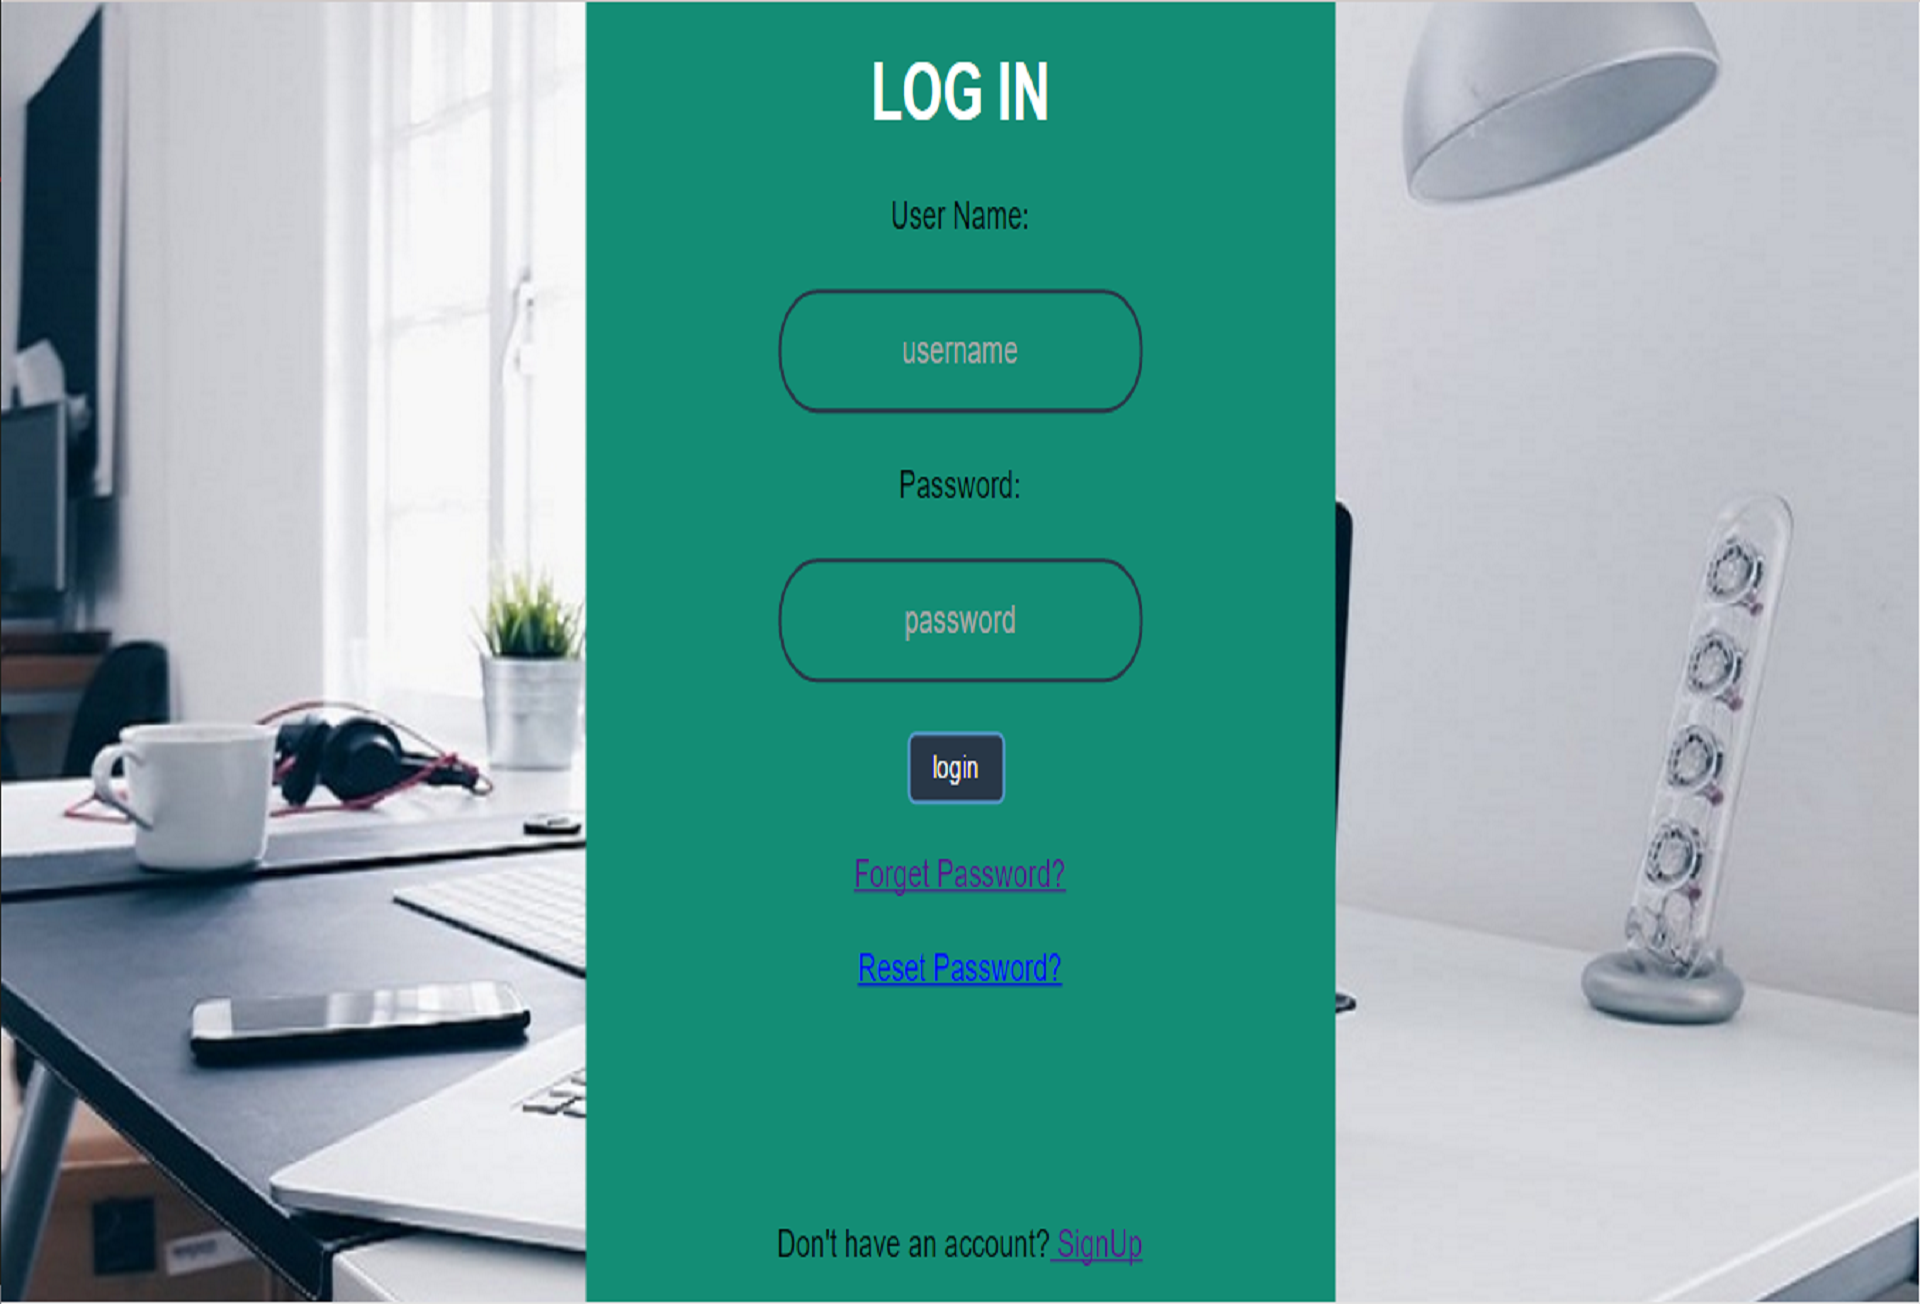 LOG IN
User Name:
username
Password:
password
login
Forget Password?
Reset Password?
Don't have an account? SignUp